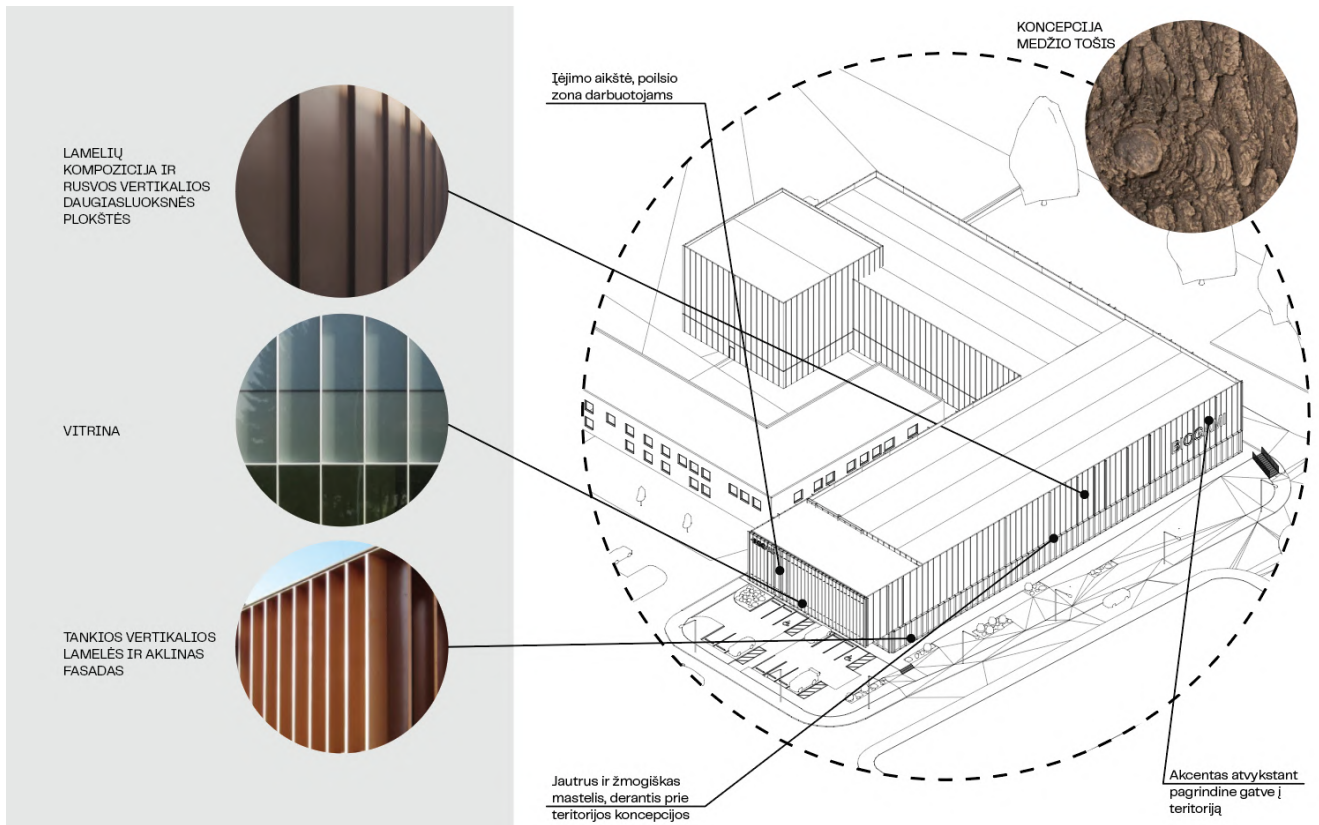 KONCEPCIJA
MEDŽIO TOŠIS
Įėjimo aikštė, poilsio
zona darbuotojams
LAMELIŲ
KOMPOZICIJA IR
RUSVOS VERTIKALIOS
DAUGIASLUOKSNĖS
PLOKŠTĖS
VITRINA
TANKIOS VERTIKALIOS
LAMELĖS IR AKLINAS
FASADAS
Jautrus ir žmogiškas
mastelis, derantis prie
teritorijos koncepcijos
Akcentas atvykstant
pagrindine gatve į
teritoriją